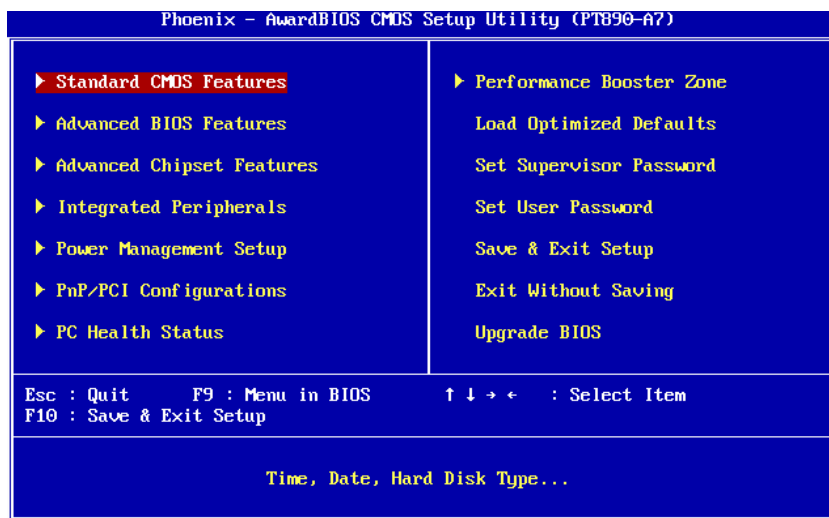 Phoenix - AwardBIOS CMOS Setup Utility (PT890-A7)
Standard CMOS Features
Advanced BIOS Features
Advanced Chipset Features
Integrated Peripherals
Power Management Setup
PnP/PCI Configurations
PC Health Status
Performance Booster Zone
Load Optimized Defaults
Set Supervisor Password
Set User Password
Save & Exit Setup
Exit Without Saving
Upgrade BIOS
Esc : Quit F9 : Menu in BIOS ↑ ↓ → ← : Select Item
F10 : Save & Exit Setup
Time, Date, Hard Disk Type...